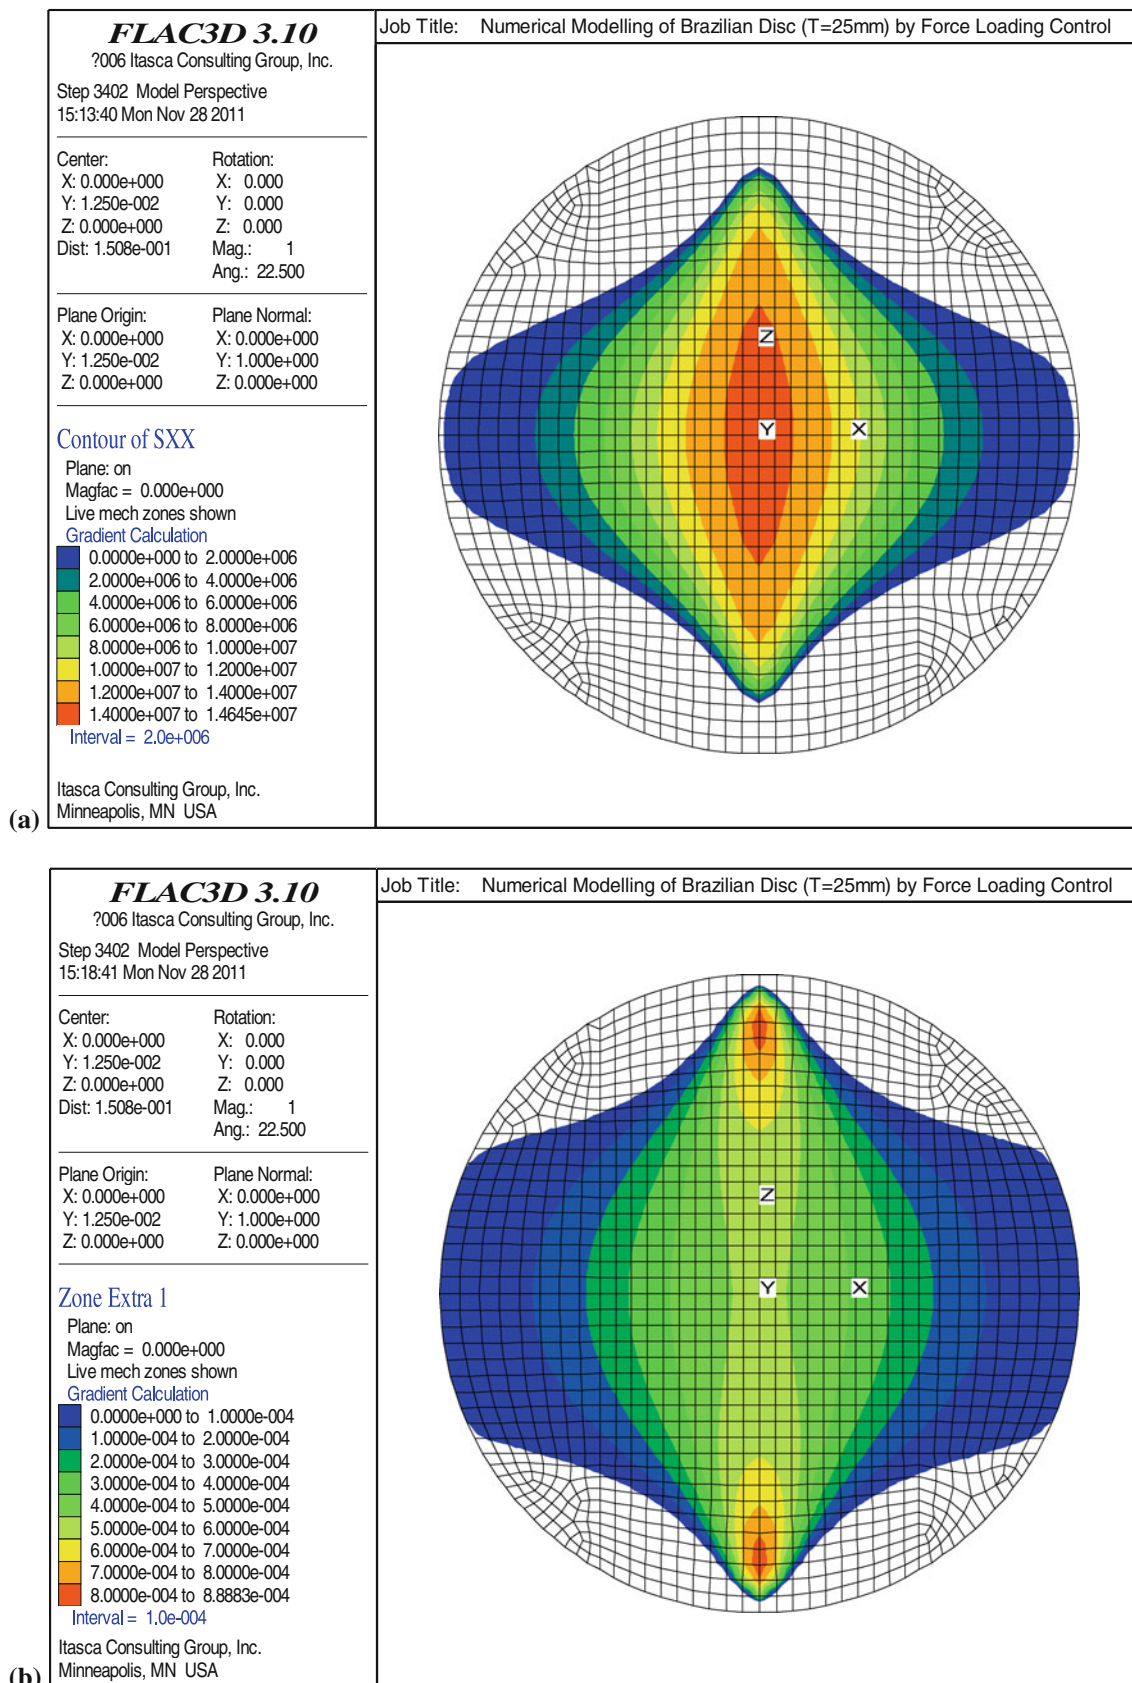 FLAC3D 3.10
?006 Itasca Consulting Group, Inc.
Step 3402 Model Perspective
15:13:40 Mon Nov 28 2011
Center: Rotation:
X: 0.000e+000 X: 0.000
Y: 1.250e-002 Y: 0.000
Z: 0.000e+000 Z: 0.000
Dist: 1.508e-001 Mag.: 1
Ang.: 22.500
Plane Origin: Plane Normal:
X: 0.000e+000 X: 0.000e+000
Y: 1.250e-002 Y: 1.000e+000
Z: 0.000e+000 Z: 0.000e+000
Contour of SXX
Plane: on
Magfac = 0.000e+000
Live mech zones shown
Gradient Calculation
0.0000e+000 to 2.0000e+006
2.0000e+006 to 4.0000e+006
4.0000e+006 to 6.0000e+006
6.0000e+006 to 8.0000e+006
8.0000e+006 to 1.0000e+007
1.0000e+007 to 1.2000e+007
1.2000e+007 to 1.4000e+007
1.4000e+007 to 1.4645e+007
Interval = 2.0e+006
Itasca Consulting Group, Inc.
Minneapolis, MN USA
(a)
Job Title: Numerical Modelling of Brazilian Disc (T=25mm) by Force Loading Control
Z
Y X
FLAC3D 3.10
?006 Itasca Consulting Group, Inc.
Step 3402 Model Perspective
15:18:41 Mon Nov 28 2011
Center: Rotation:
X: 0.000e+000 X: 0.000
Y: 1.250e-002 Y: 0.000
Z: 0.000e+000 Z: 0.000
Dist: 1.508e-001 Mag.: 1
Ang.: 22.500
Plane Origin: Plane Normal:
X: 0.000e+000 X: 0.000e+000
Y: 1.250e-002 Y: 1.000e+000
Z: 0.000e+000 Z: 0.000e+000
Zone Extra 1
Plane: on
Magfac = 0.000e+000
Live mech zones shown
Gradient Calculation
0.0000e+000 to 1.0000e-004
1.0000e-004 to 2.0000e-004
2.0000e-004 to 3.0000e-004
3.0000e-004 to 4.0000e-004
4.0000e-004 to 5.0000e-004
5.0000e-004 to 6.0000e-004
6.0000e-004 to 7.0000e-004
7.0000e-004 to 8.0000e-004
8.0000e-004 to 8.8883e-004
Interval = 1.0e-004
Itasca Consulting Group, Inc.
Minneapolis, MN USA
(b)
Job Title: Numerical Modelling of Brazilian Disc (T=25mm) by Force Loading Control
Z
Y X